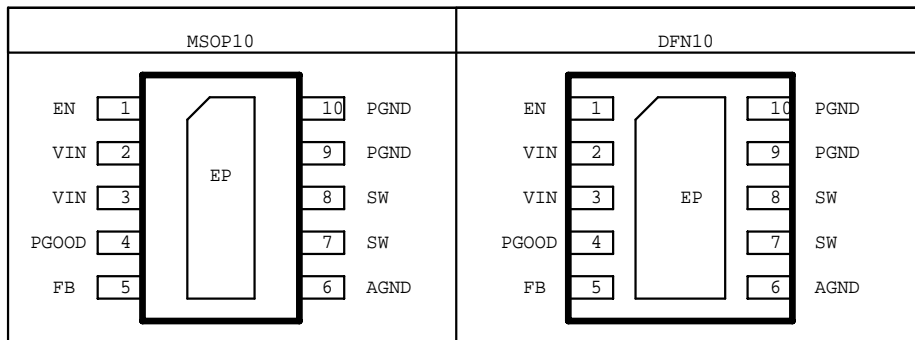 MSOP10 DFN10
EN 1 10 PGND EN 1 10 PGND
VIN 2 9 PGND VIN 2 9 PGND
EP
VIN 3 8 SW VIN 3 EP 8 SW
PGOOD 4 7 SW PGOOD 4 7 SW
FB 5 6 AGND FB 5 6 AGND